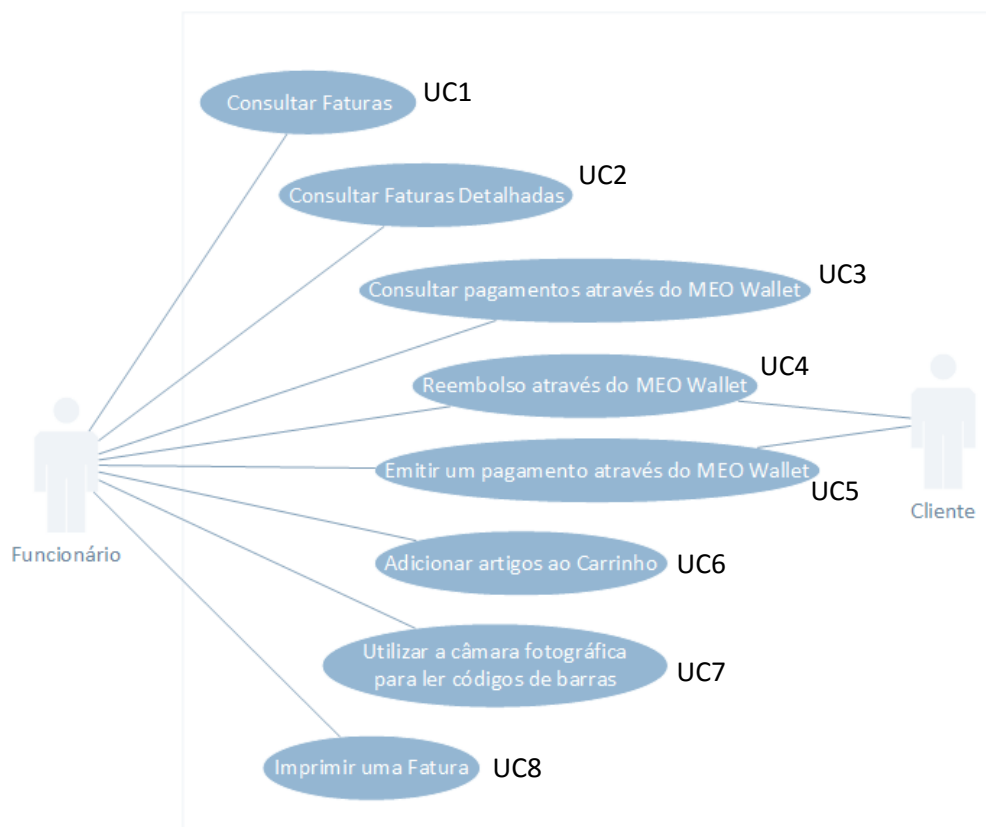 Consultar Faturas
UC1
Consultar Faturas Detalhadas
UC2
Consultar pagamentos através do MEO Wallet
UC3
Reembolso através do MEO Wallet
UC4
Emitir um pagamento através do MEO Wallet
UC5
Cliente
Funcionário
Adicionar artigos ao Carrinho
UC6
Utilizar a câmara fotográfica
para ler códigos de barras
UC7
Imprimir uma Fatura
UC8